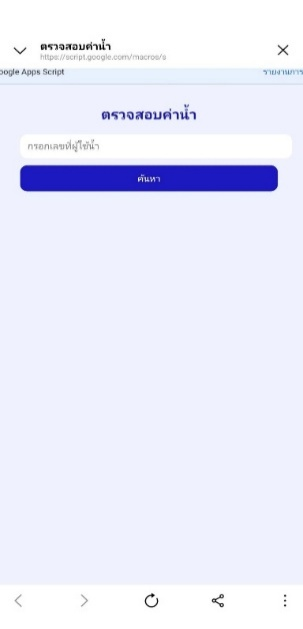 ตรวจสอบค่าน้ำ
https://script.google.com/macros/s
oogle Apps Script
รายงานการ
ตรวจสอบค่าน้ำ
กรอกเลขที่ผู้ใช้น้ำ
ค้นหา